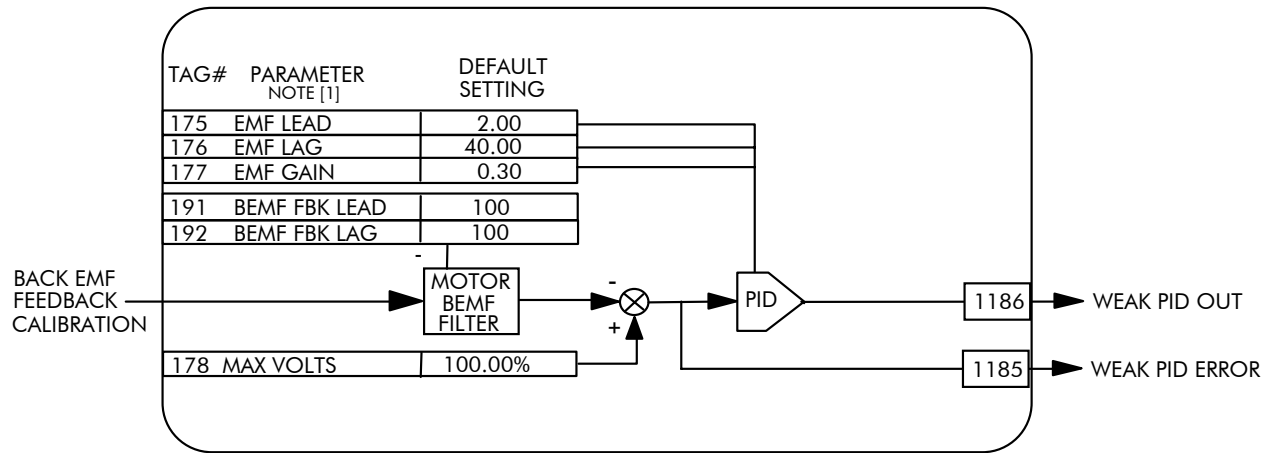 TAG# PARAMETER DEFAULT
NOTE [1] SETTING
175 EMF LEAD 2.00
176 EMF LAG 40.00
177 EMF GAIN 0.30
191 BEMF FBK LEAD 100
192 BEMF FBK LAG 100
-
BACK EMF
FEEDBACK
CALIBRATION
MOTOR
BEMF
FILTER
-
+
PID
1186 WEAK PID OUT
178 MAX VOLTS 100.00%
1185 WEAK PID ERROR